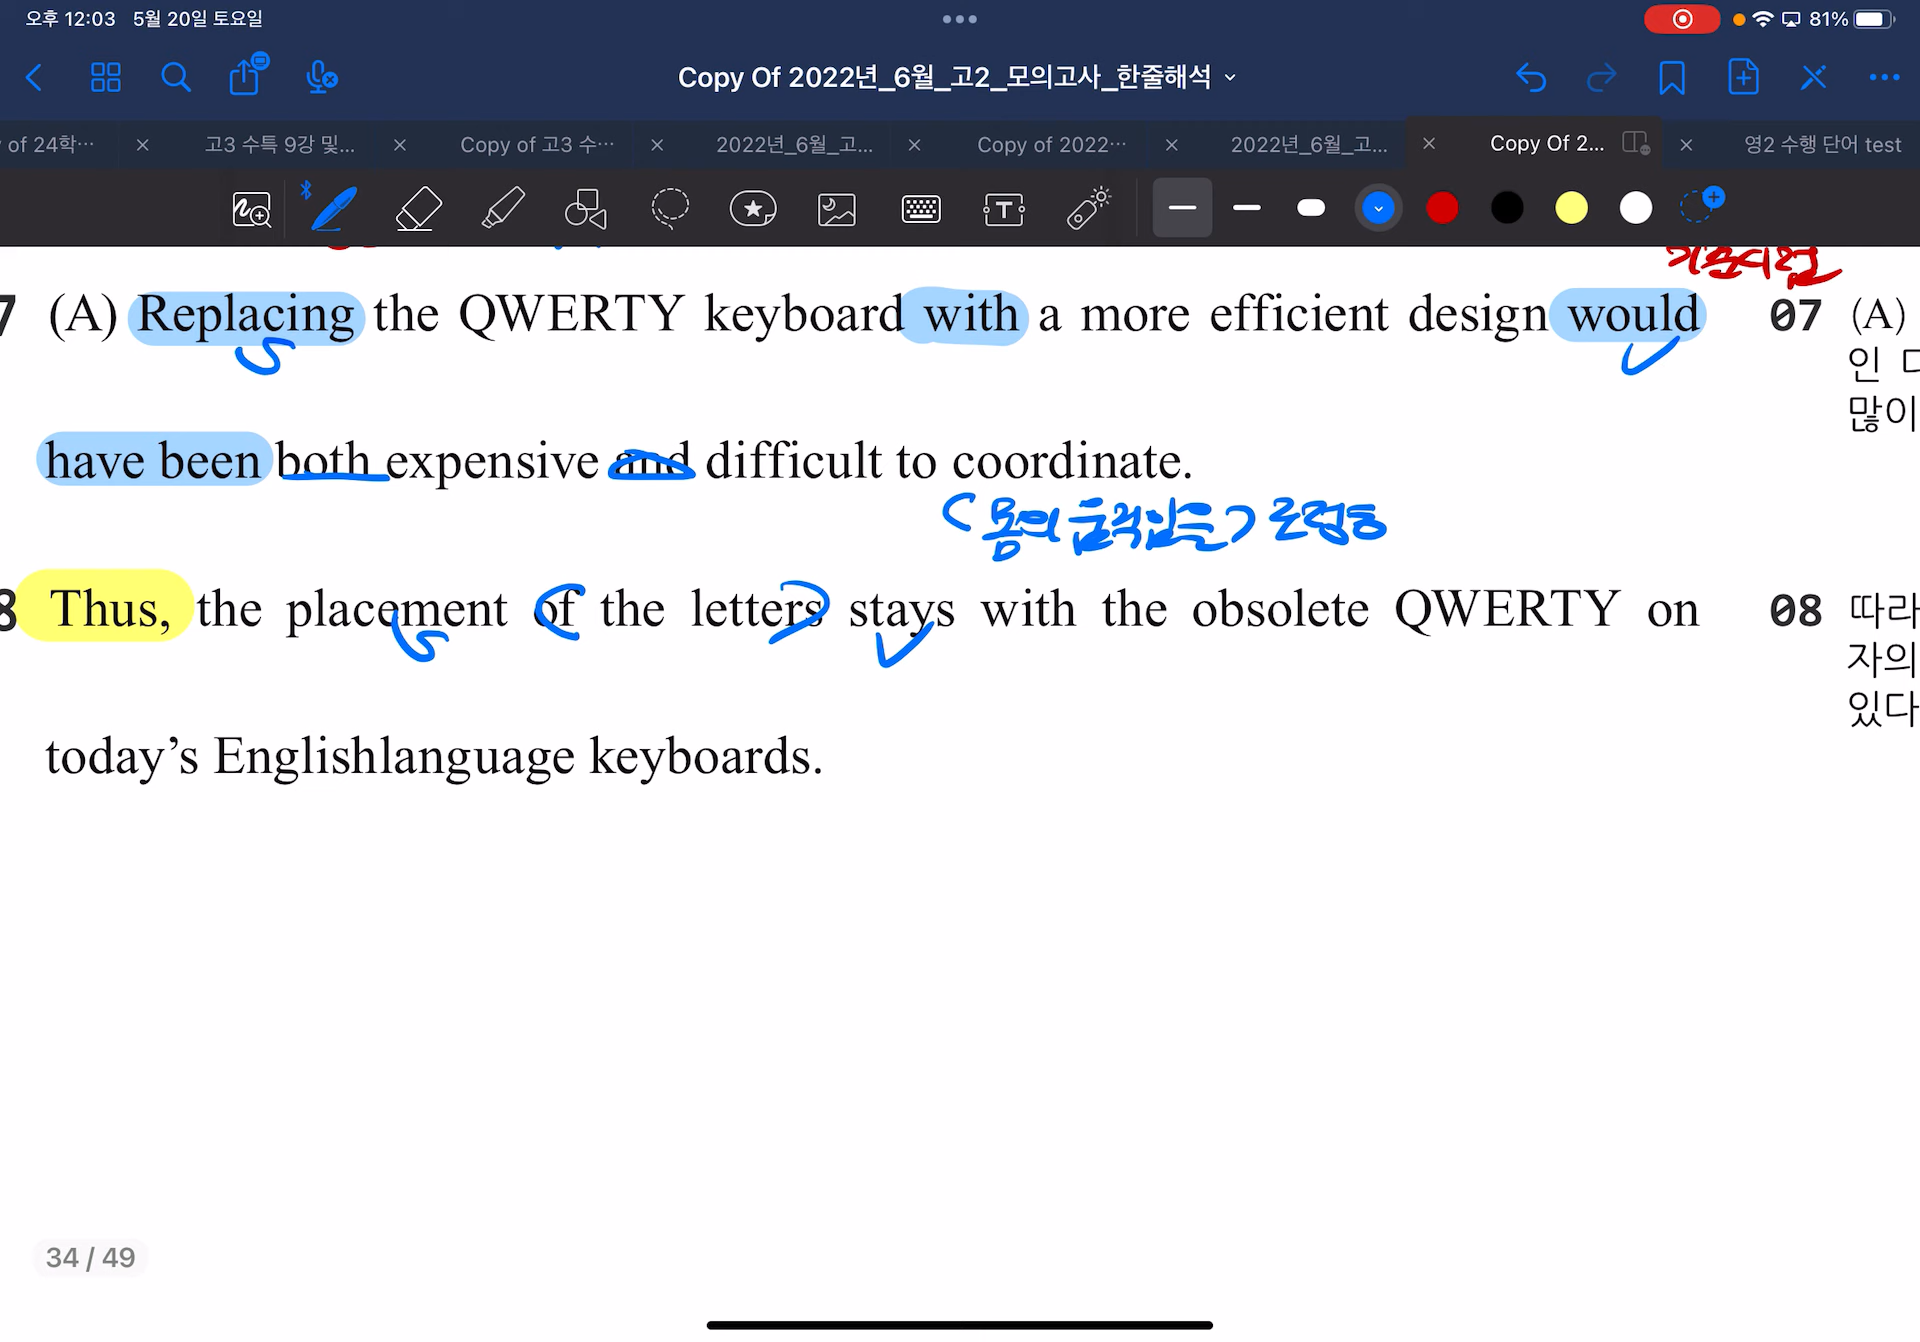 오후 12:03 5월 20일 토요일
81%
Copy Of 2022년_6월_고2_모의고사_한줄해석
of 24학… 고3 수특 9강 및… Copy of 고3 수… 2022년_6월_고… Copy of 2022… 2022년_6월_고… Copy Of 2… 영2 수행 단어 test
7 (A) Replacing the QWERTY keyboard with a more efficient design would
have been both expensive and difficult to coordinate.
8 Thus, the placement of the letters stays with the obsolete QWERTY on
today’s Englishlanguage keyboards.
07 (A)
인
많이
08 따라
자의
있다
34 / 49